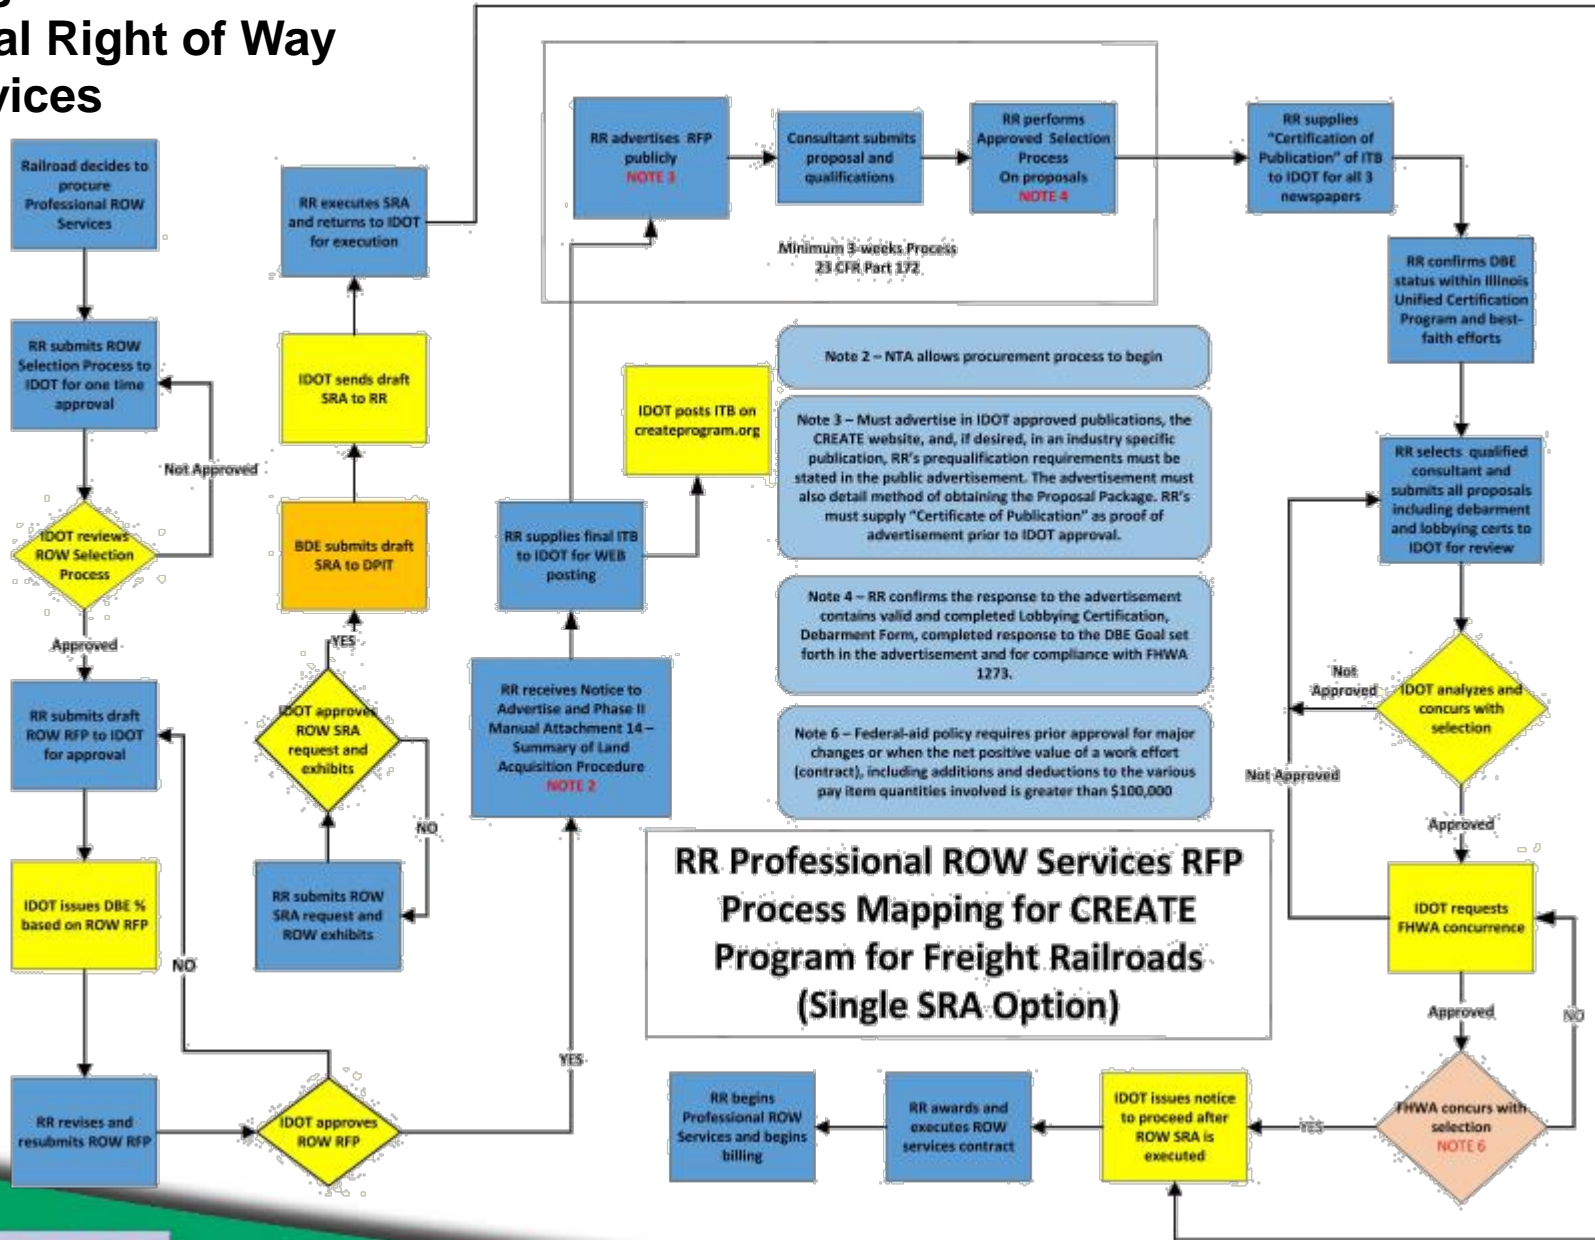 al Right of Way
vices
Railroad decides to
procure
Professional ROW
Services
RR submits ROW
Selection Process to
IDOT for one time
approval
Not Approved
IDOT reviews
ROW Selection
Process
Approved
RR submits draft
ROW RFP to IDOT
for approval
IDOT issues DBE %
based on ROW RFP
NO
RR revises and
resubmits ROW RFP
IDOT approves
ROW RFP
YES
RR executes SRA
and returns to IDOT
for execution
IDOT sends draft
SRA to RR
BDE submits draft
SRA to DPIT
YES
IDOT approves
ROW SRA
request and
exhibits
NO
RR submits ROW
SRA request and
ROW exhibits
RR receives Notice to
Advertise and Phase II
Manual Attachment 14 –
Summary of Land
Acquisition Procedure
NOTE 2
RR supplies final ITB
to IDOT for WEB
posting
IDOT posts ITB on
createprogram.org
RR advertises RFP
publicly
NOTE 3
Consultant submits
proposal and
qualifications
RR performs
Approved Selection
Process
On proposals
NOTE 4
Minimum 3-weeks Process
23 CFR Part 172
RR supplies
"Certification of
Publication" of ITB
to IDOT for all 3
newspapers
RR confirms DBE
status within Illinois
Unified Certification
Program and best-
faith efforts
RR selects qualified
consultant and
submits all proposals
including debarment
and lobbying certs to
IDOT for review
Not
Approved
IDOT analyzes and
concurs with
selection
Not Approved
Approved
IDOT requests
FHWA concurrence
Approved
NO
FHWA concurs with
selection
NOTE 6
YES
IDOT issues notice
to proceed after
ROW SRA is
executed
RR awards and
executes ROW
services contract
RR begins
Professional ROW
Services and begins
billing
Note 2 – NTA allows procurement process to begin
Note 3 – Must advertise in IDOT approved publications, the
CREATE website, and, if desired, in an industry specific
publication, RR's prequalification requirements must be
stated in the public advertisement. The advertisement must
also detail method of obtaining the Proposal Package. RR's
must supply "Certificate of Publication" as proof of
advertisement prior to IDOT approval.
Note 4 – RR confirms the response to the advertisement
contains valid and completed Lobbying Certification,
Debarment Form, completed response to the DBE Goal set
forth in the advertisement and for compliance with FHWA
1273.
Note 6 – Federal-aid policy requires prior approval for major
changes or when the net positive value of a work effort
(contract), including additions and deductions to the various
pay item quantities involved is greater than $100,000
RR Professional ROW Services RFP
Process Mapping for CREATE
Program for Freight Railroads
(Single SRA Option)